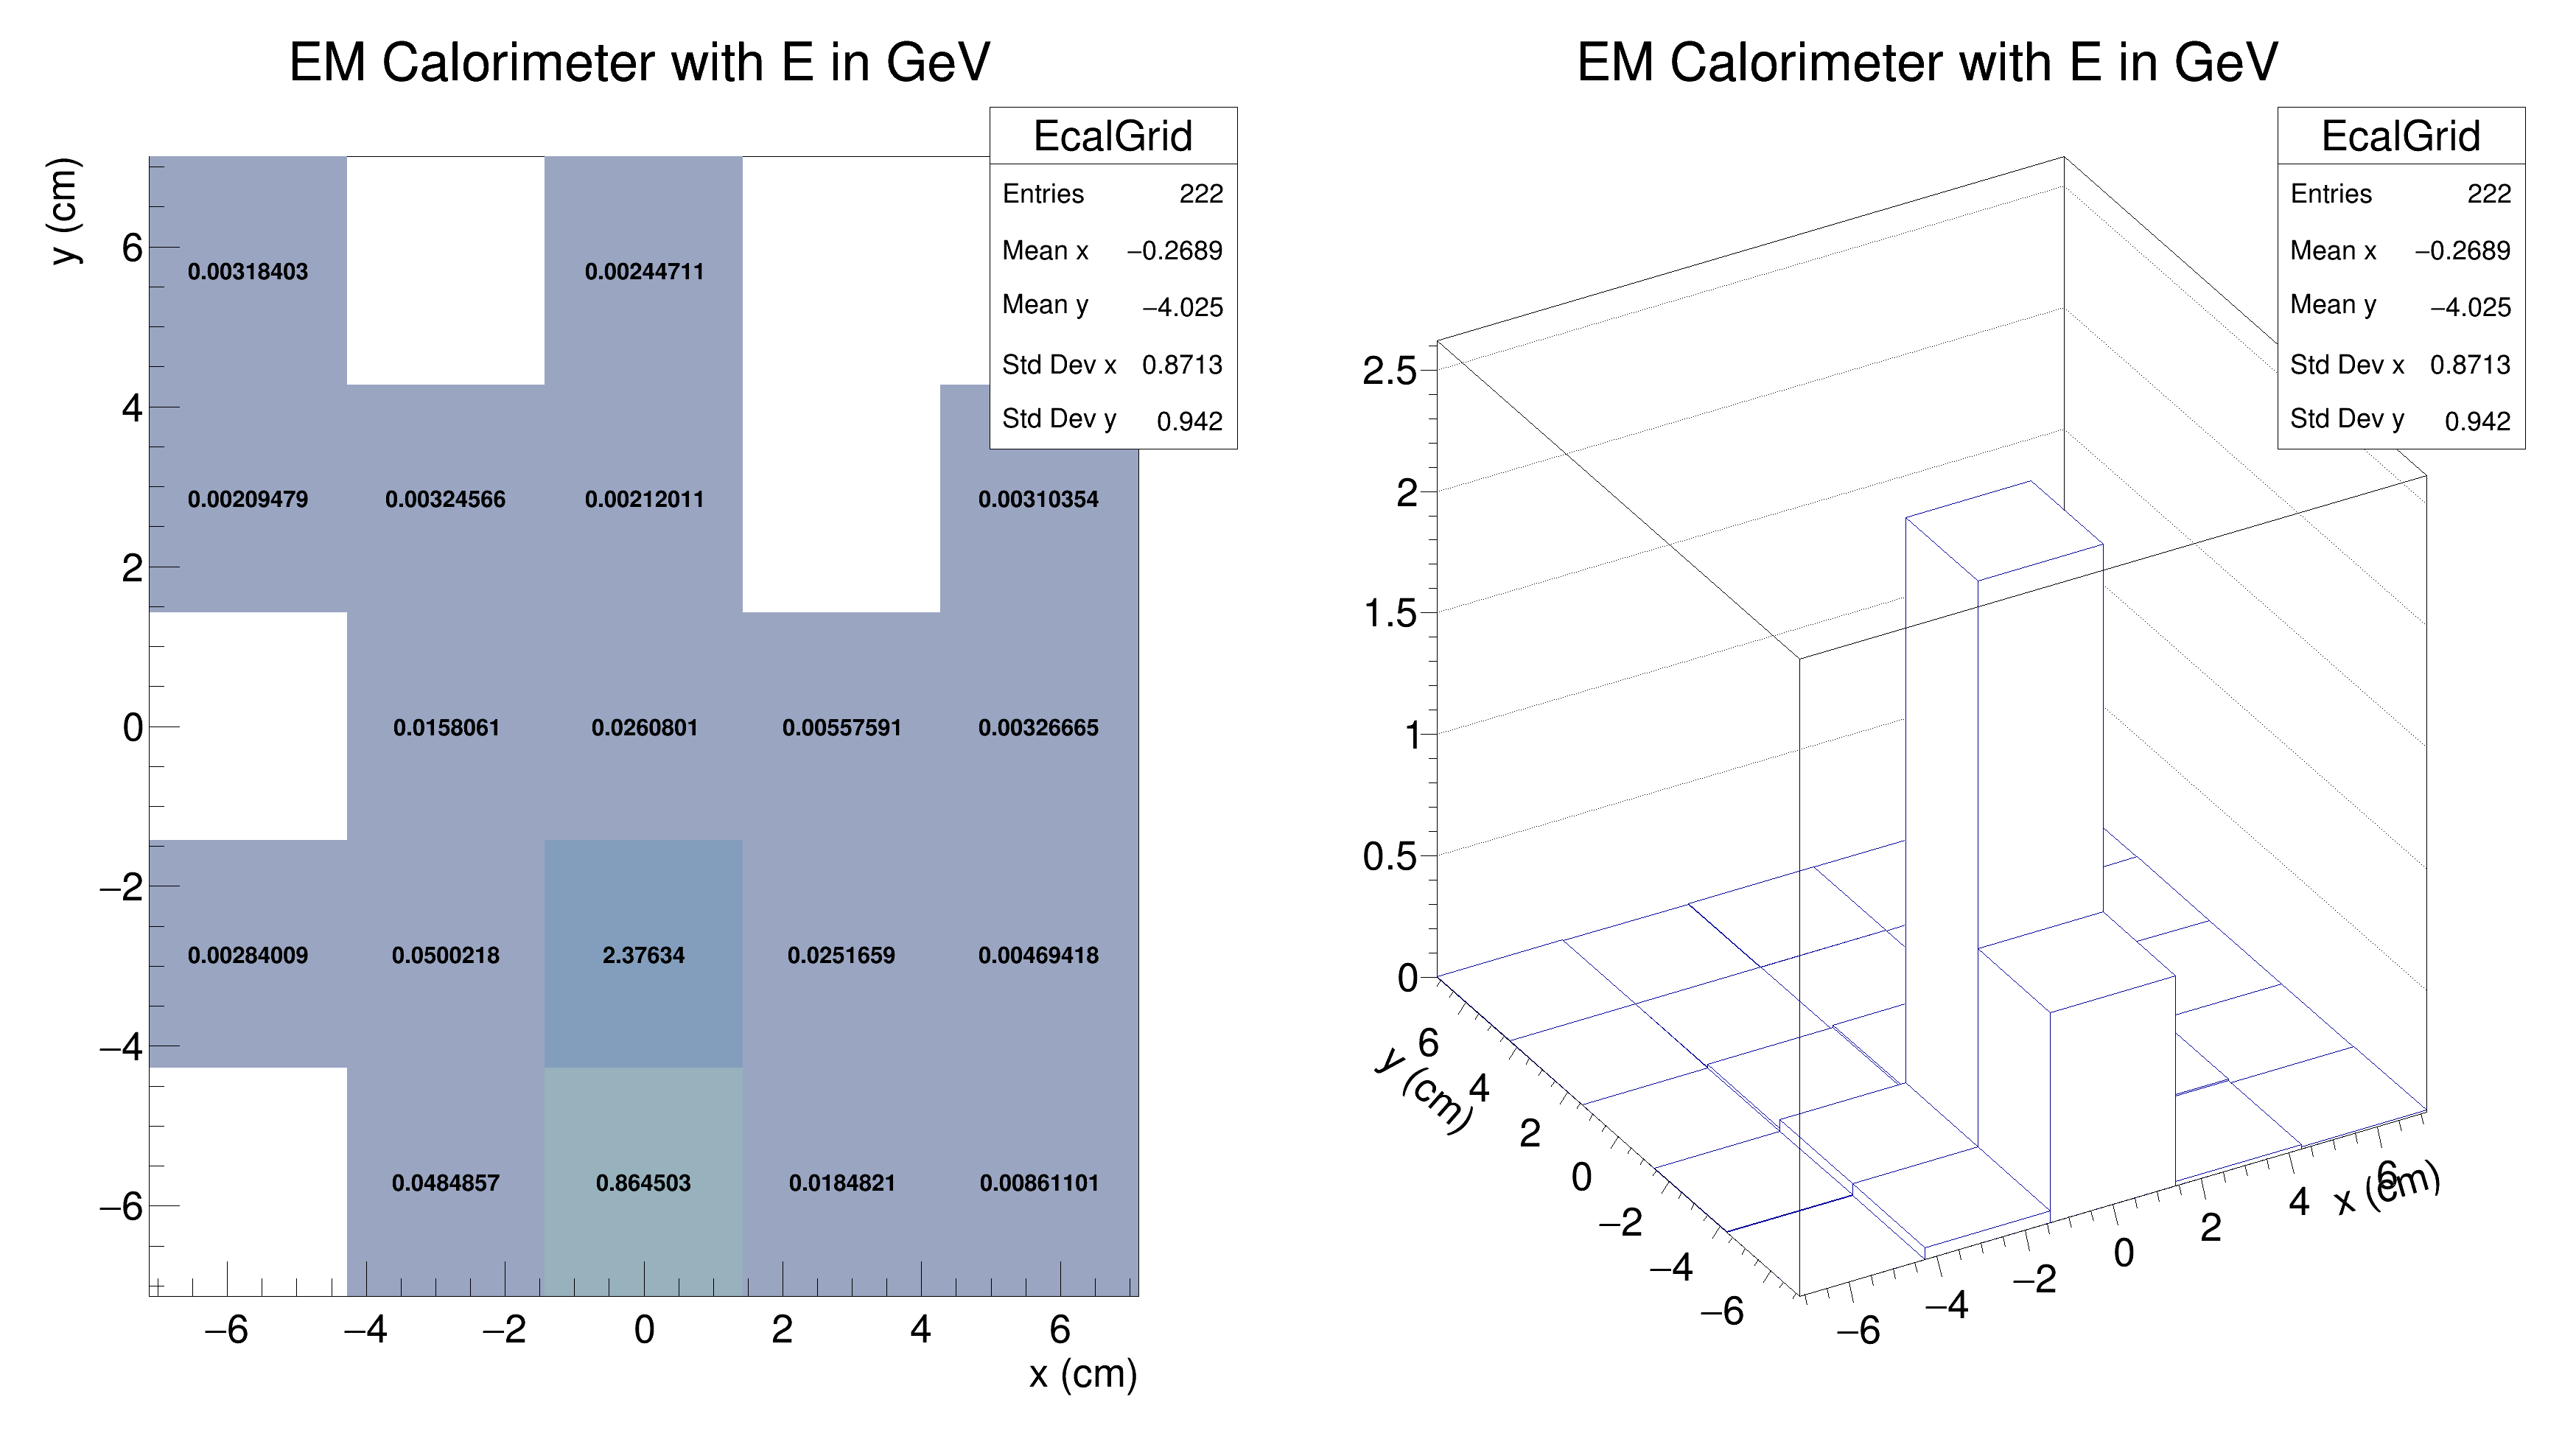 EM Calorimeter with E in GeV
EcalGrid
Entries 222
Mean x −0.2689
Mean y −4.025
Std Dev x 0.8713
Std Dev y 0.942
y (cm)
6
4
2
0
−2
−4
−6
0.00318403 0.00244711
0.00209479 0.00324566 0.00212011 0.00310354
0.0158061 0.0260801 0.00557591 0.00326665
0.00284009 0.0500218 2.37634 0.0251659 0.00469418
0.0484857 0.864503 0.0184821 0.00861101
−6 −4 −2 0 2 4 6
x (cm)
EM Calorimeter with E in GeV
EcalGrid
Entries 222
Mean x −0.2689
Mean y −4.025
Std Dev x 0.8713
Std Dev y 0.942
2.5
2
1.5
1
0.5
0
y (cm)
6
4
2
0
−2
−4
−6
−6
−4
−2
0
2
4
6
x (cm)